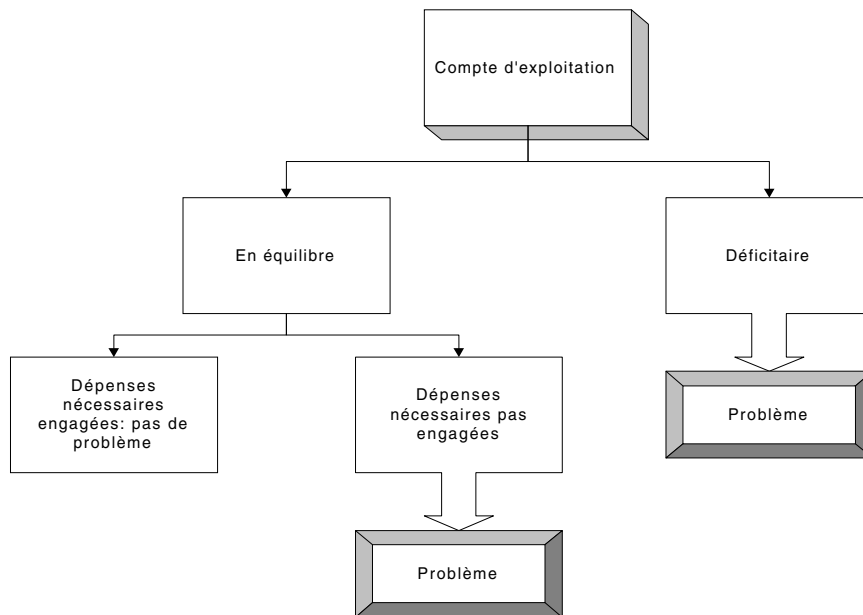 Compte d'exploitation
En équilibre
Déficitaire
Dépenses
nécessaires
engagées: pas de
problème
Dépenses
nécessaires pas
engagées
Problème
Problème